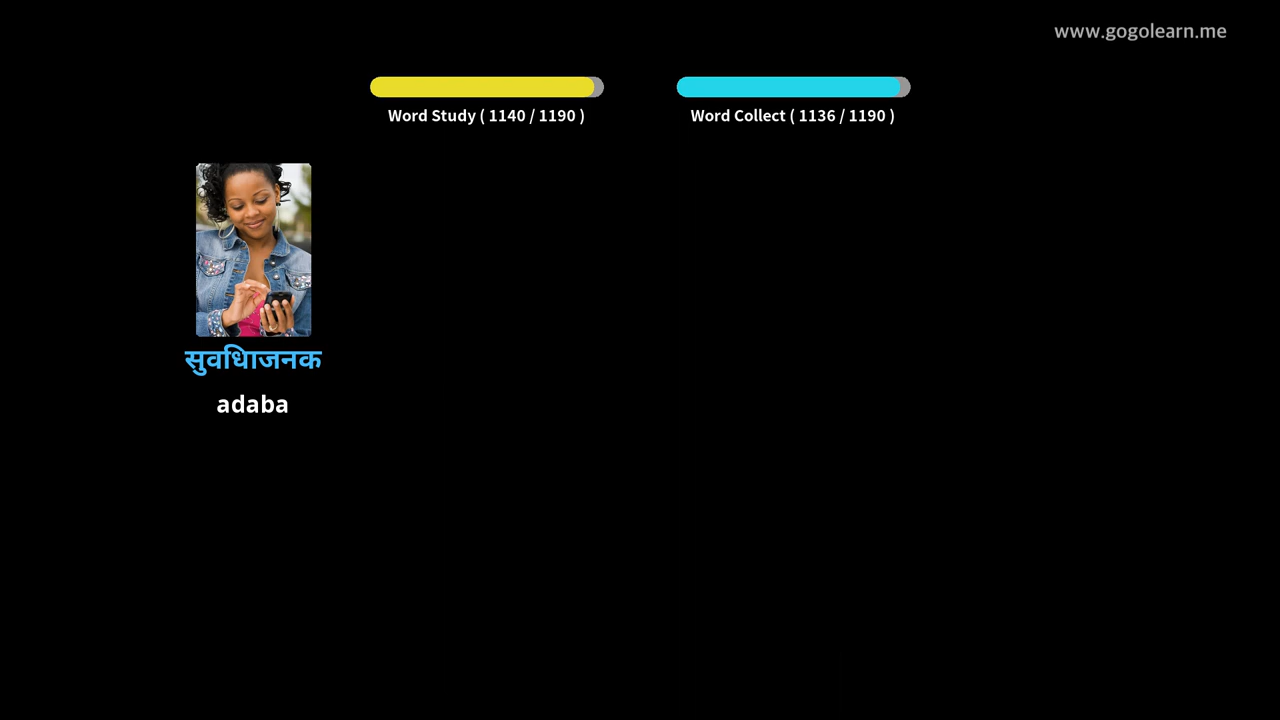 www.gogolearn.me
Word Study ( 1140 / 1190 )
Word Collect ( 1136 / 1190 )
सुविधाजनक
adaba